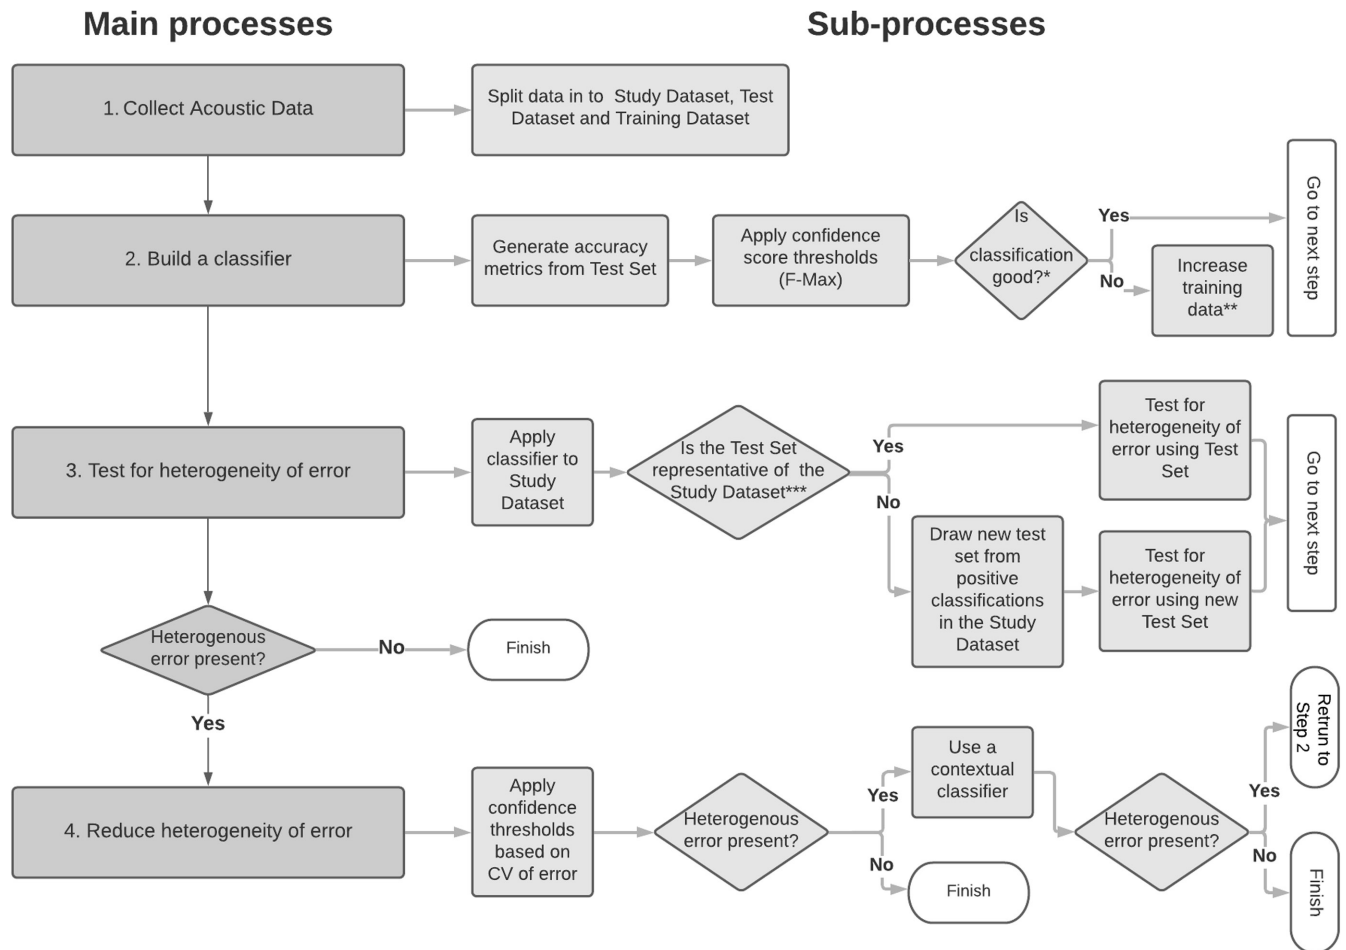 Main processes
Sub-processes
1. Collect Acoustic Data
Split data in to Study Dataset, Test
Dataset and Training Dataset
2. Build a classifier
Generate accuracy
metrics from Test Set
Apply confidence
score thresholds
(F-Max)
Is
classification
good?*
Yes
No
Increase
training
data**
Go to next step
3. Test for heterogeneity of error
Apply
classifier to
Study
Dataset
Is the Test Set
representative of the
Study Dataset***
Yes
No
Test for
heterogeneity of
error using Test
Set
Draw new test
set from
positive
classifications
in the Study
Dataset
Test for
heterogeneity of
error using new
Test Set
Go to next step
Heterogenous
error present?
No
Finish
Yes
4. Reduce heterogeneity of error
Apply
confidence
thresholds
based on
CV of error
Heterogenous
error present?
Yes
Use a
contextual
classifier
No
Finish
Heterogenous
error present?
Yes
Retrun to
Step 2
No
Finish